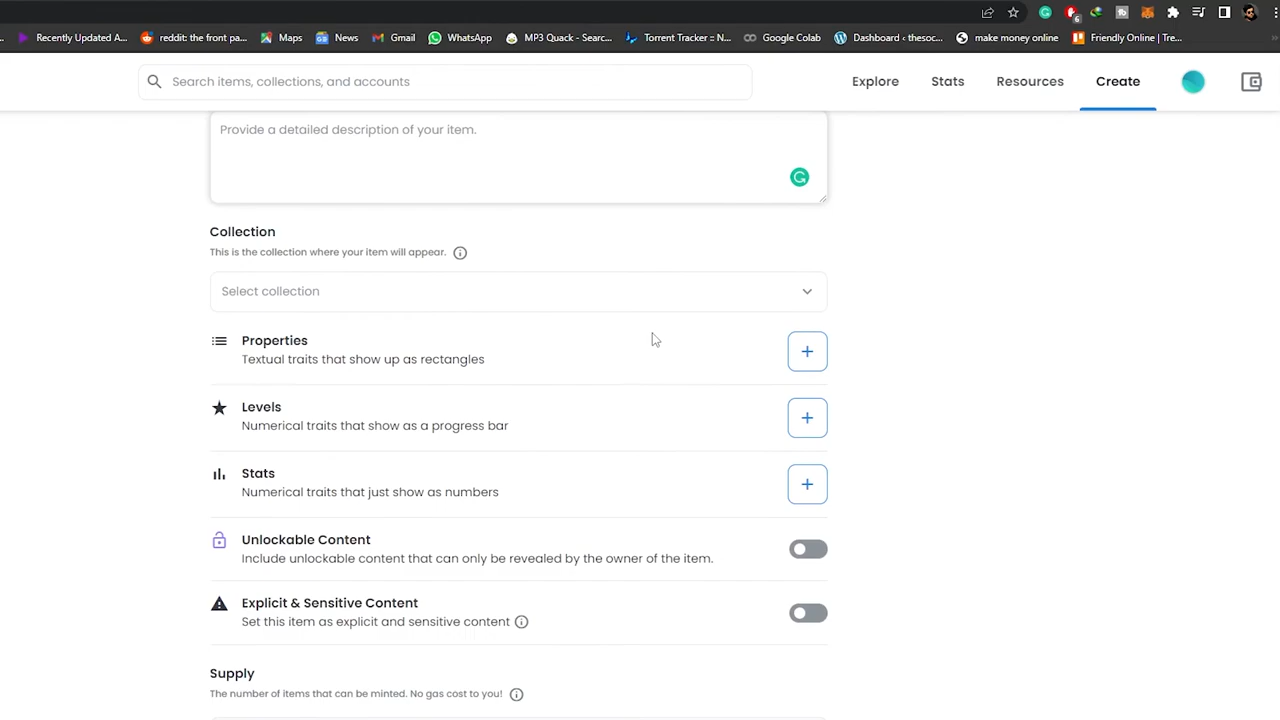 6
Recently Updated A...
reddit: the front pa...
Maps
News
Gmail
WhatsApp
MP3 Quack - Searc...
Torrent Tracker :: N...
Google Colab
Dashboard ‹ thesoc...
make money online
Friendly Online | Tre...
Search items, collections, and accounts
Explore
Stats
Resources
Create
Provide a detailed description of your item.
Collection
This is the collection where your item will appear.
Select collection
Properties
Textual traits that show up as rectangles
Levels
Numerical traits that show as a progress bar
Stats
Numerical traits that just show as numbers
Unlockable Content
Include unlockable content that can only be revealed by the owner of the item.
Explicit & Sensitive Content
Set this item as explicit and sensitive content
Supply
The number of items that can be minted. No gas cost to you!